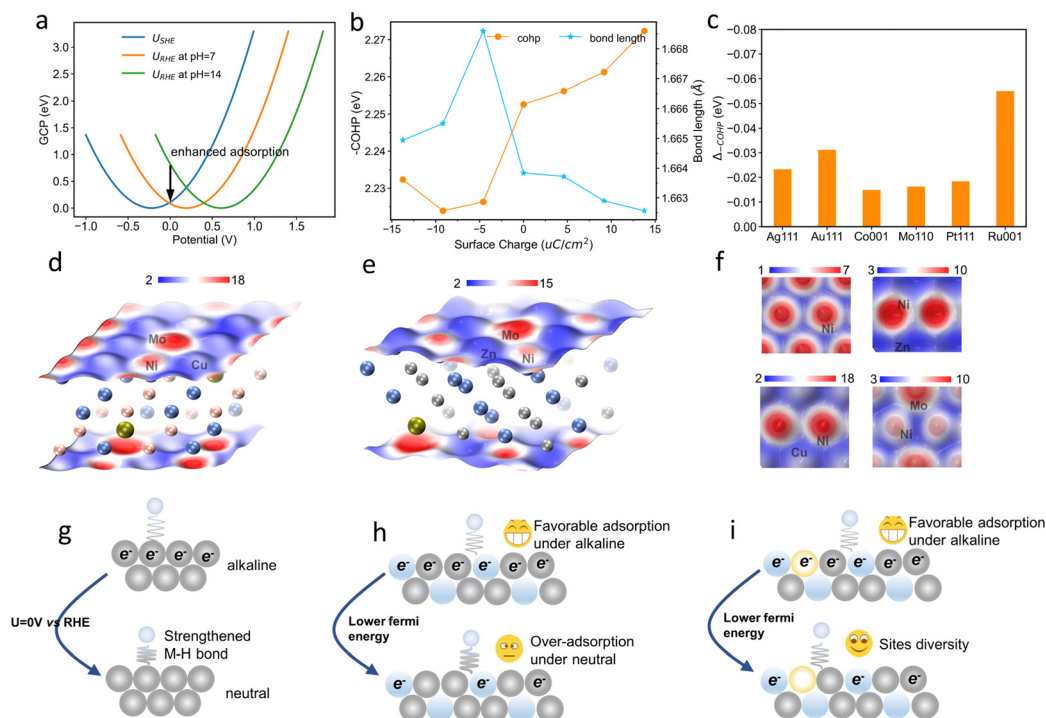 a
U_SHE
U_RHE at pH=7
U_RHE at pH=14
enhanced adsorption
GCP (eV)
3.0
2.5
2.0
1.5
1.0
0.5
0.0
-1.0 -0.5 0.0 0.5 1.0 1.5
Potential (V)
b
cohp
bond length
-COHP (eV)
2.27
2.26
2.25
2.24
2.23
Bond length (Å)
1.668
1.667
1.666
1.665
1.664
1.663
-15 -10 -5 0 5 10 15
Surface Charge (uC/cm²)
c
Δ_-COHP (eV)
-0.08
-0.06
-0.05
-0.04
-0.03
-0.02
-0.01
0.00
Ag111 Au111 Co001 Mo110 Pt111 Ru001
d
2 18
Mo
Ni Cu
e
2 15
Mo
Zn Ni
f
1 7
Ni
3 10
Ni
Zn
2 18
Ni
Cu
3 10
Mo
Ni
g
e- e- e- e-
alkaline
U=0V vs RHE
Strengthened
M-H bond
neutral
h
Favorable adsorption
under alkaline
e- e- e- e- e- e-
Lower fermi
energy
Over-adsorption
under neutral
e- e-
i
Favorable adsorption
under alkaline
e- e- e- e- e- e-
Lower fermi
energy
Sites diversity
e- e-